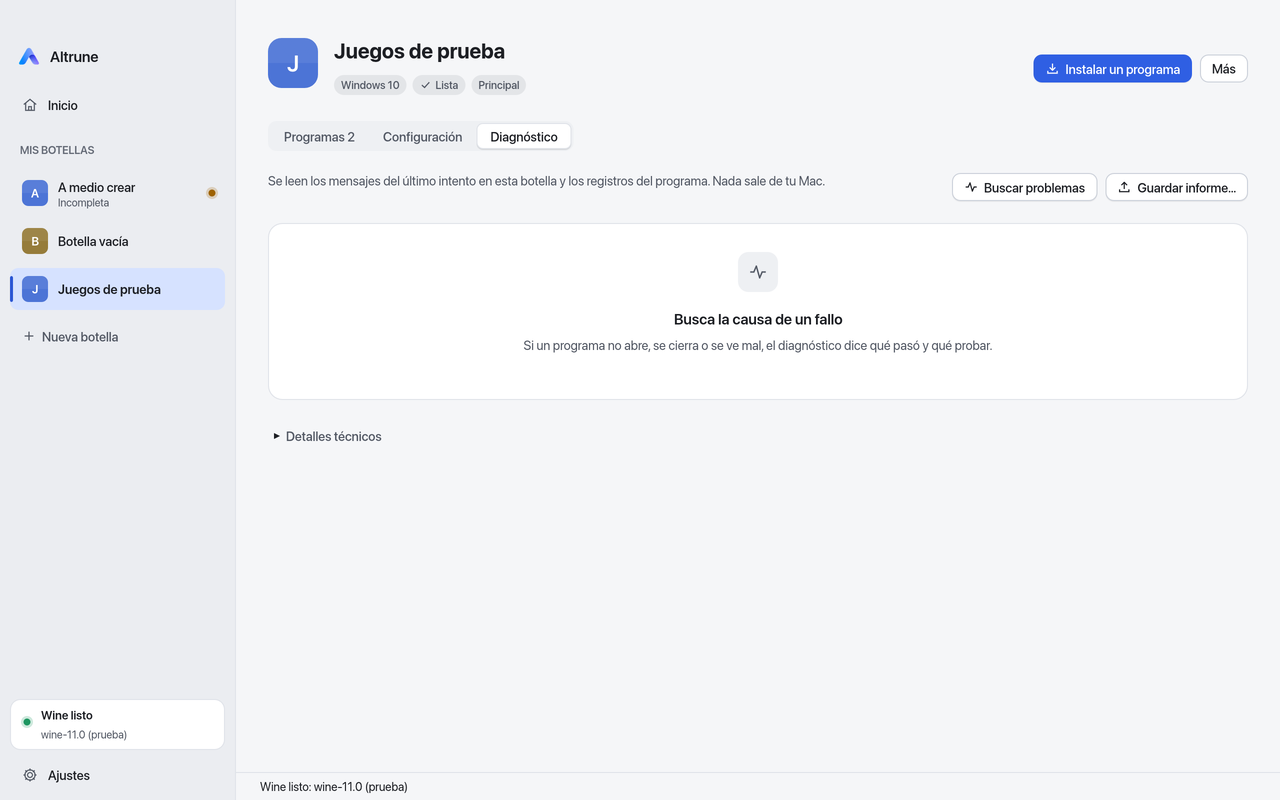 Altrune
Inicio
MIS BOTELLAS
A
A medio crear
Incompleta
B
Botella vacía
J
Juegos de prueba
Nueva botella
Wine listo
wine-11.0 (prueba)
Ajustes
J
Juegos de prueba
Windows 10
Lista
Principal
Instalar un programa
Más
Programas 2
Configuración
Diagnóstico
Se leen los mensajes del último intento en esta botella y los registros del programa. Nada sale de tu Mac.
Buscar problemas
Guardar informe...
Busca la causa de un fallo
Si un programa no abre, se cierra o se ve mal, el diagnóstico dice qué pasó y qué probar.
Detalles técnicos
Wine listo: wine-11.0 (prueba)